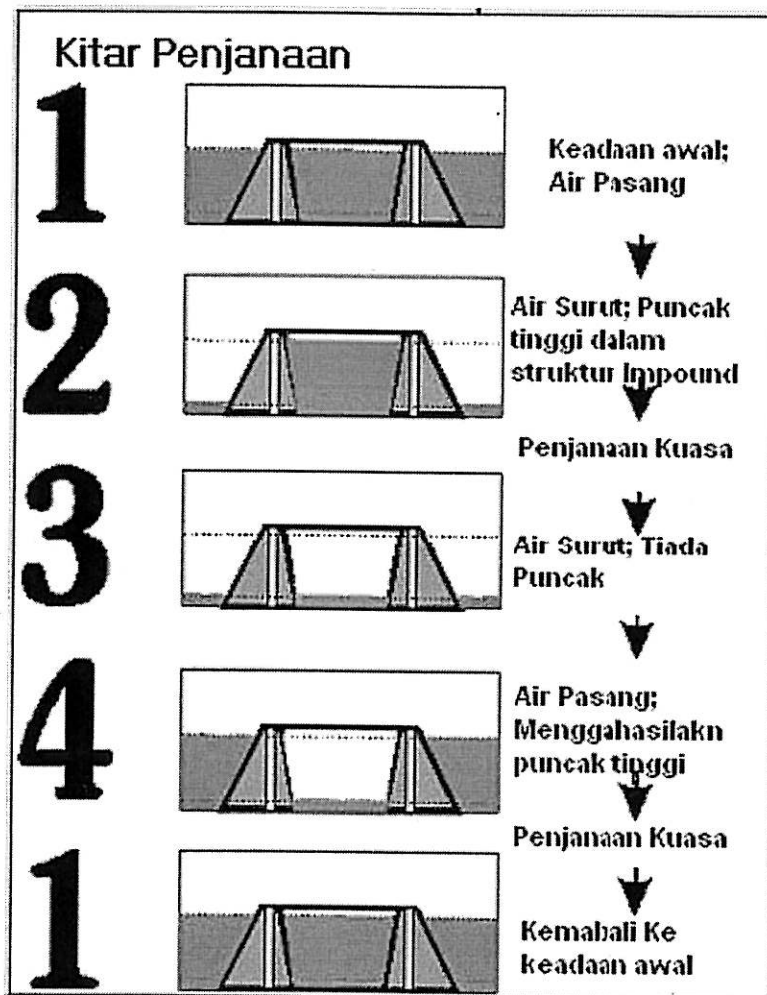 Kitar Penjanaan
1
Keadaan awal;
Air Pasang
2
Air Surut; Puncak
tinggi dalam
struktur Impound
Penjanaan Kuasa
3
Air Surut; Tiada
Puncak
4
Air Pasang;
Menggahasilakn
puncak tinggi
Penjanaan Kuasa
1
Kemabali Ke
keadaan awal